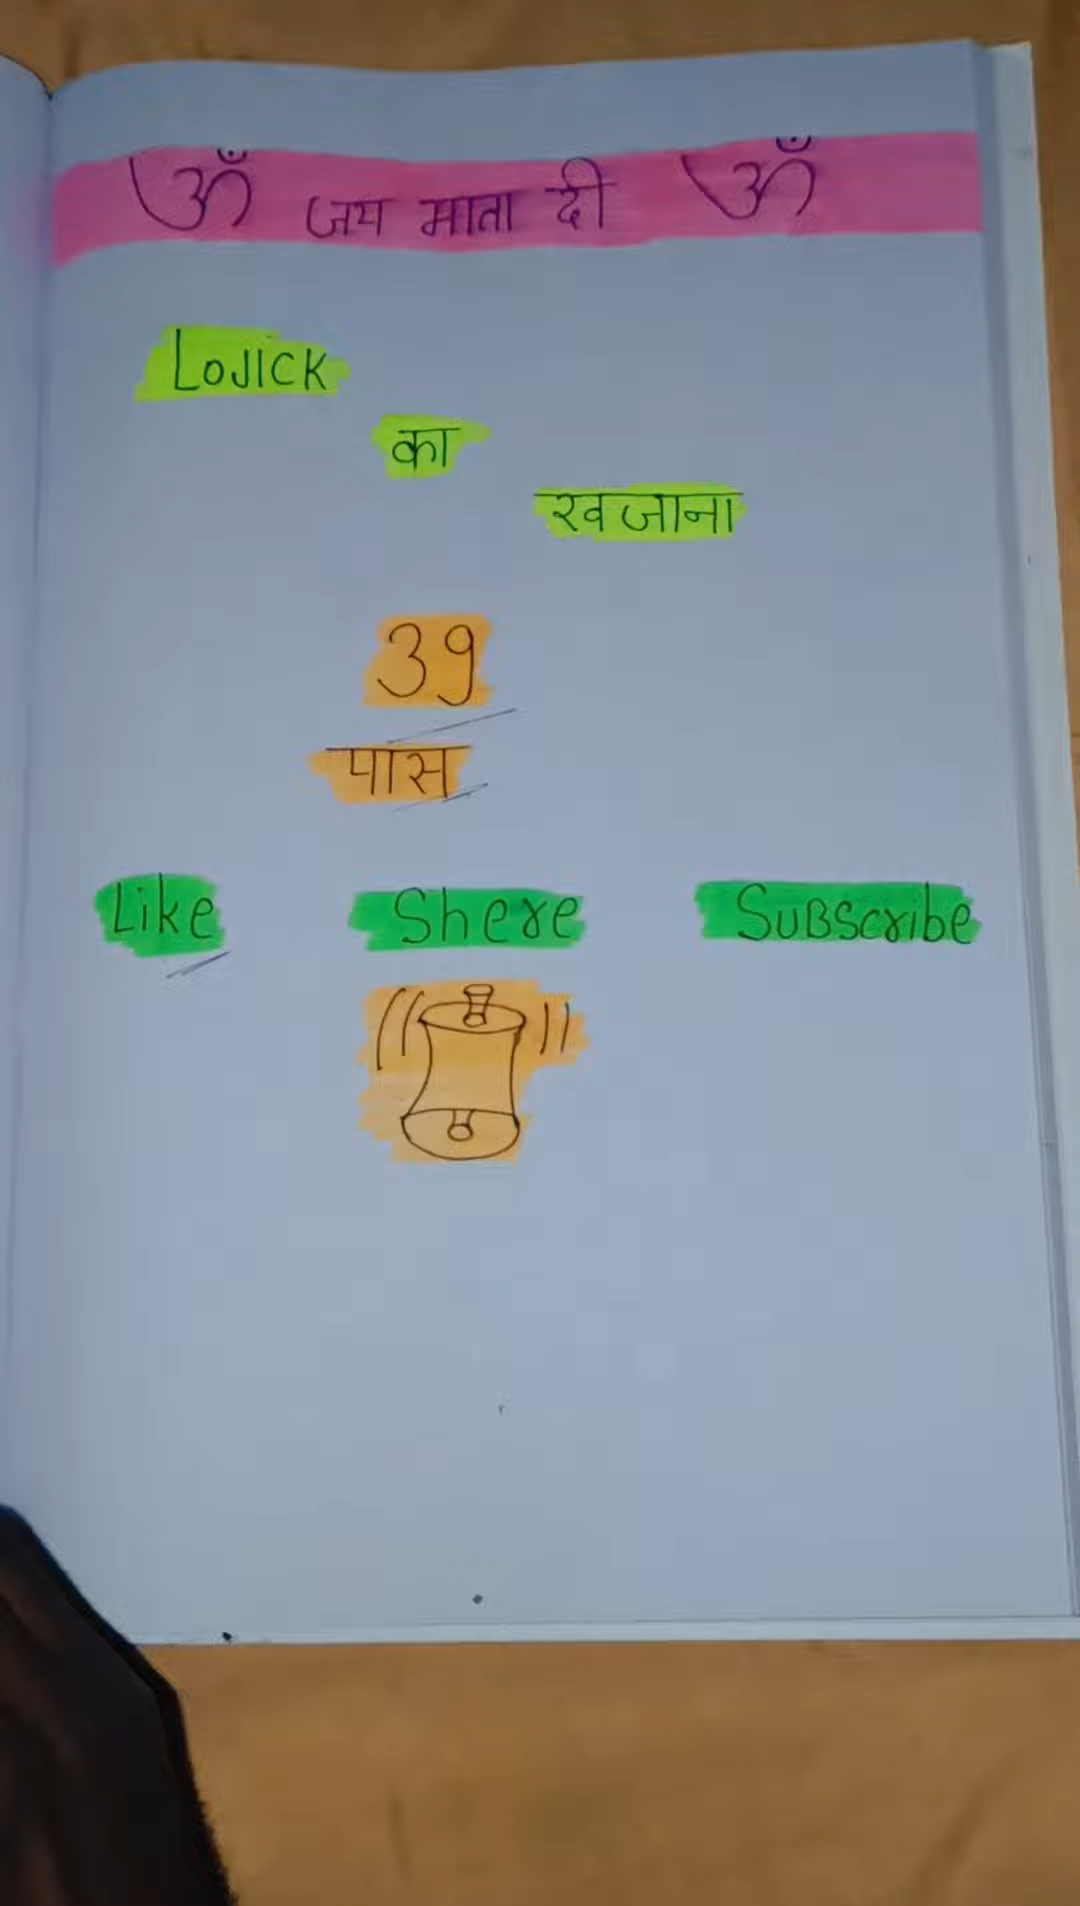 ॐ जय माता दी ॐ
LOJICK
का
खजाना
39
पास
Like Shere SUBScribe